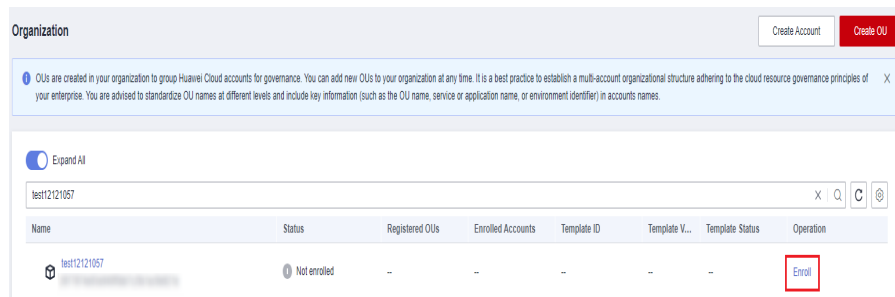 Organization
Create Account
Create OU
OUs are created in your organization to group Huawei Cloud accounts for governance. You can add new OUs to your organization at any time. It is a best practice to establish a multi-account organizational structure adhering to the cloud resource governance principles of
your enterprise. You are advised to standardize OU names at different levels and include key information (such as the OU name, service or application name, or environment identifier) in accounts names.
Expand All
test12121057
Name Status Registered OUs Enrolled Accounts Template ID Template V... Template Status Operation
test12121057
Not enrolled -- -- -- -- -- Enroll